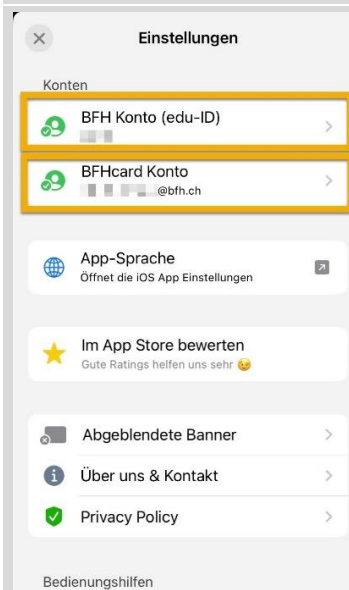 Einstellungen
Konten
BFH Konto (edu-ID)
BFHcard Konto
@bfh.ch
App-Sprache
Öffnet die iOS App Einstellungen
Im App Store bewerten
Gute Ratings helfen uns sehr 😉
Abgeblendete Banner
Über uns & Kontakt
Privacy Policy
Bedienungshilfen